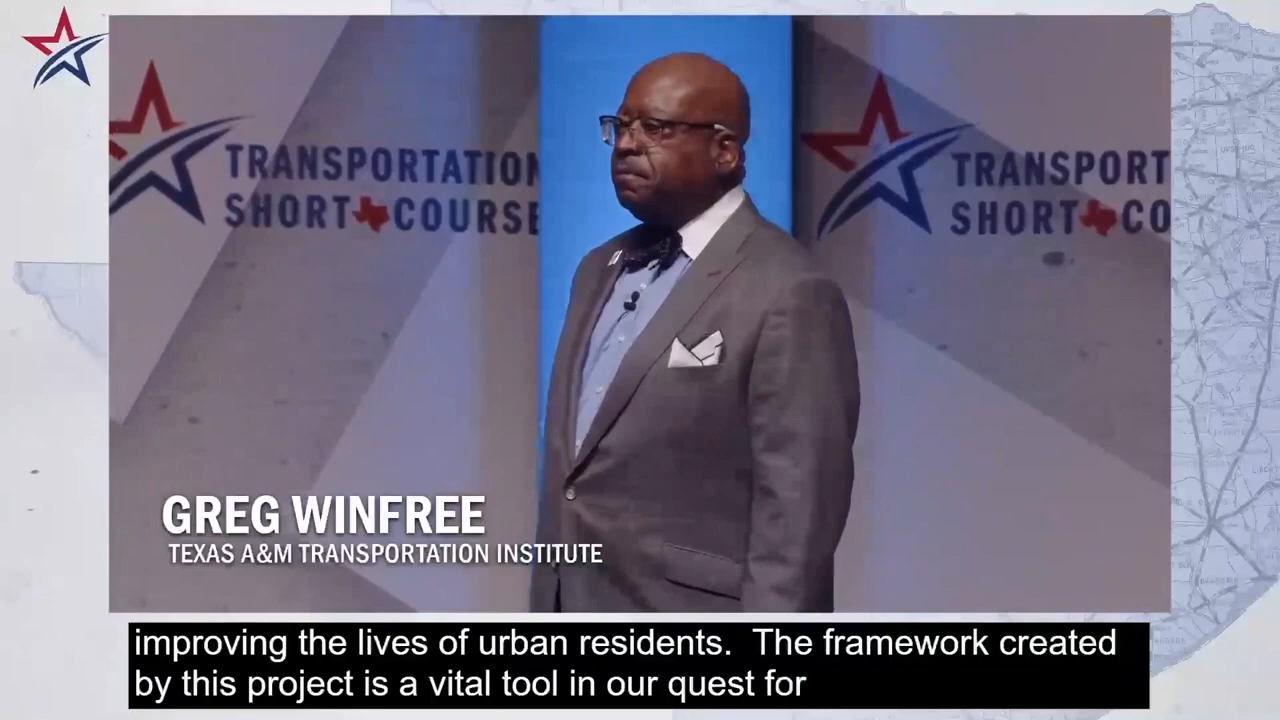 TRANSPORTATION
SHORT COURSE
TRANSPORT
SHORT CO
GREG WINFREE
TEXAS A&M TRANSPORTATION INSTITUTE
improving the lives of urban residents.  The framework created
by this project is a vital tool in our quest for